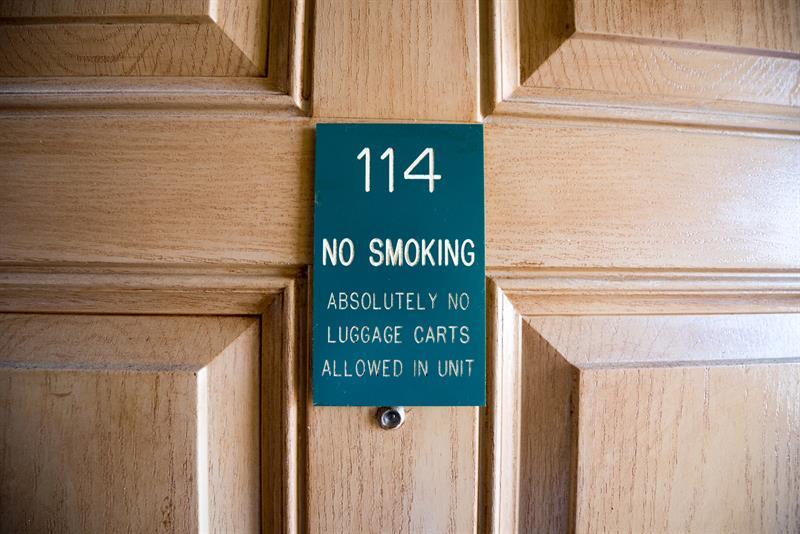 114
NO SMOKING
ABSOLUTELY NO
LUGGAGE CARTS
ALLOWED IN UNIT